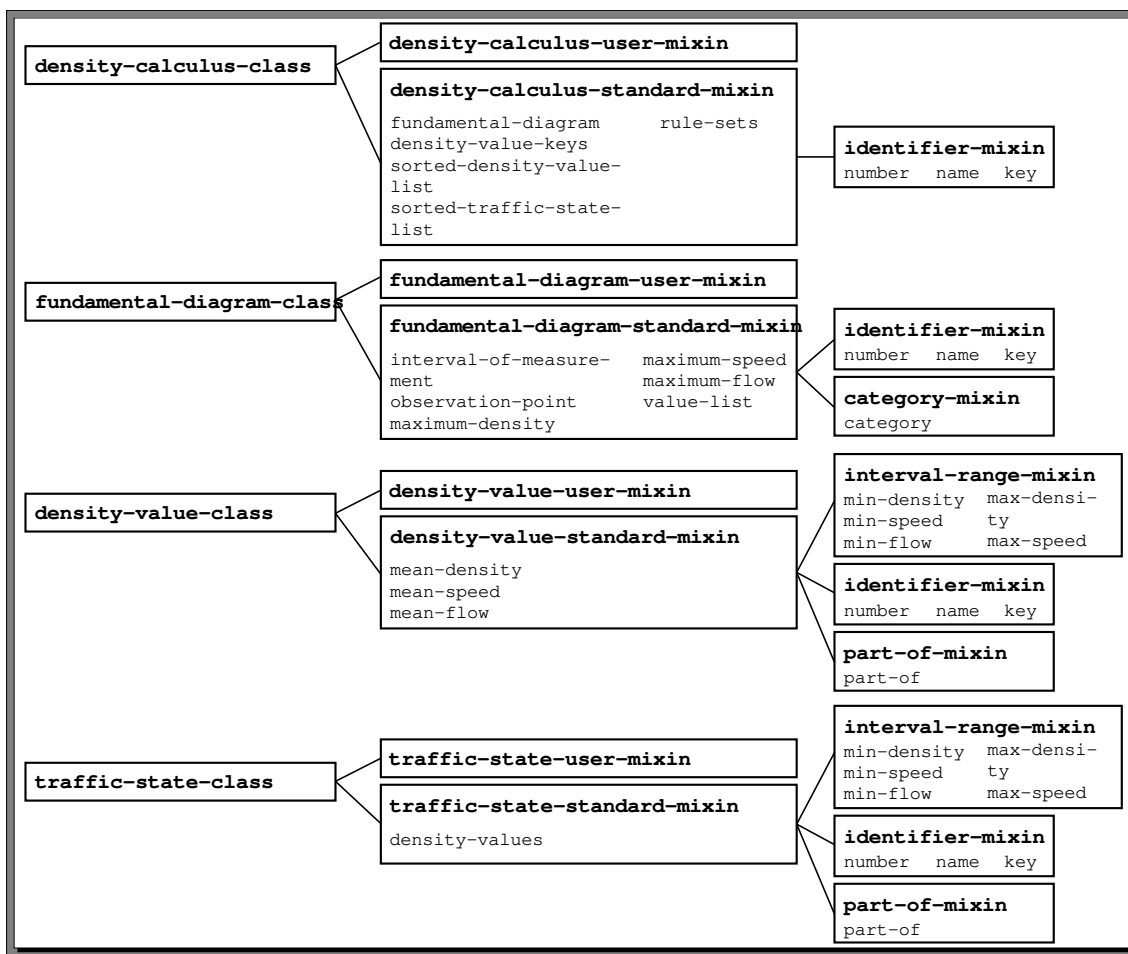 density-calculus-class
density-calculus-user-mixin
density-calculus-standard-mixin
fundamental-diagram rule-sets
density-value-keys
sorted-density-value-
list
sorted-traffic-state-
list
identifier-mixin
number name key
fundamental-diagram-class
fundamental-diagram-user-mixin
fundamental-diagram-standard-mixin
interval-of-measure- maximum-speed
ment maximum-flow
observation-point value-list
maximum-density
identifier-mixin
number name key
category-mixin
category
density-value-class
density-value-user-mixin
density-value-standard-mixin
mean-density
mean-speed
mean-flow
interval-range-mixin
min-density max-densi-
min-speed ty
min-flow max-speed
identifier-mixin
number name key
part-of-mixin
part-of
traffic-state-class
traffic-state-user-mixin
traffic-state-standard-mixin
density-values
interval-range-mixin
min-density max-densi-
min-speed ty
min-flow max-speed
identifier-mixin
number name key
part-of-mixin
part-of